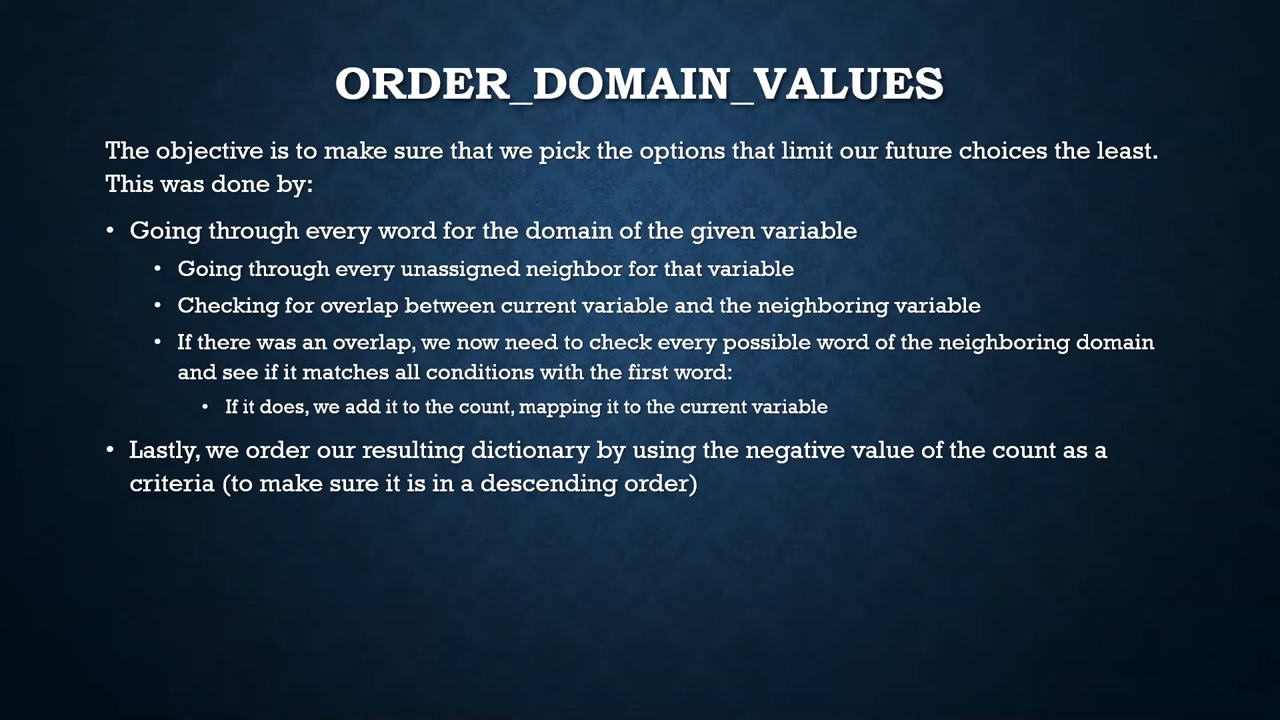 ORDER_DOMAIN_VALUES
The objective is to make sure that we pick the options that limit our future choices the least.
This was done by:
• Going through every word for the domain of the given variable
• Going through every unassigned neighbor for that variable
• Checking for overlap between current variable and the neighboring variable
• If there was an overlap, we now need to check every possible word of the neighboring domain
and see if it matches all conditions with the first word:
• If it does, we add it to the count, mapping it to the current variable
• Lastly, we order our resulting dictionary by using the negative value of the count as a
criteria (to make sure it is in a descending order)